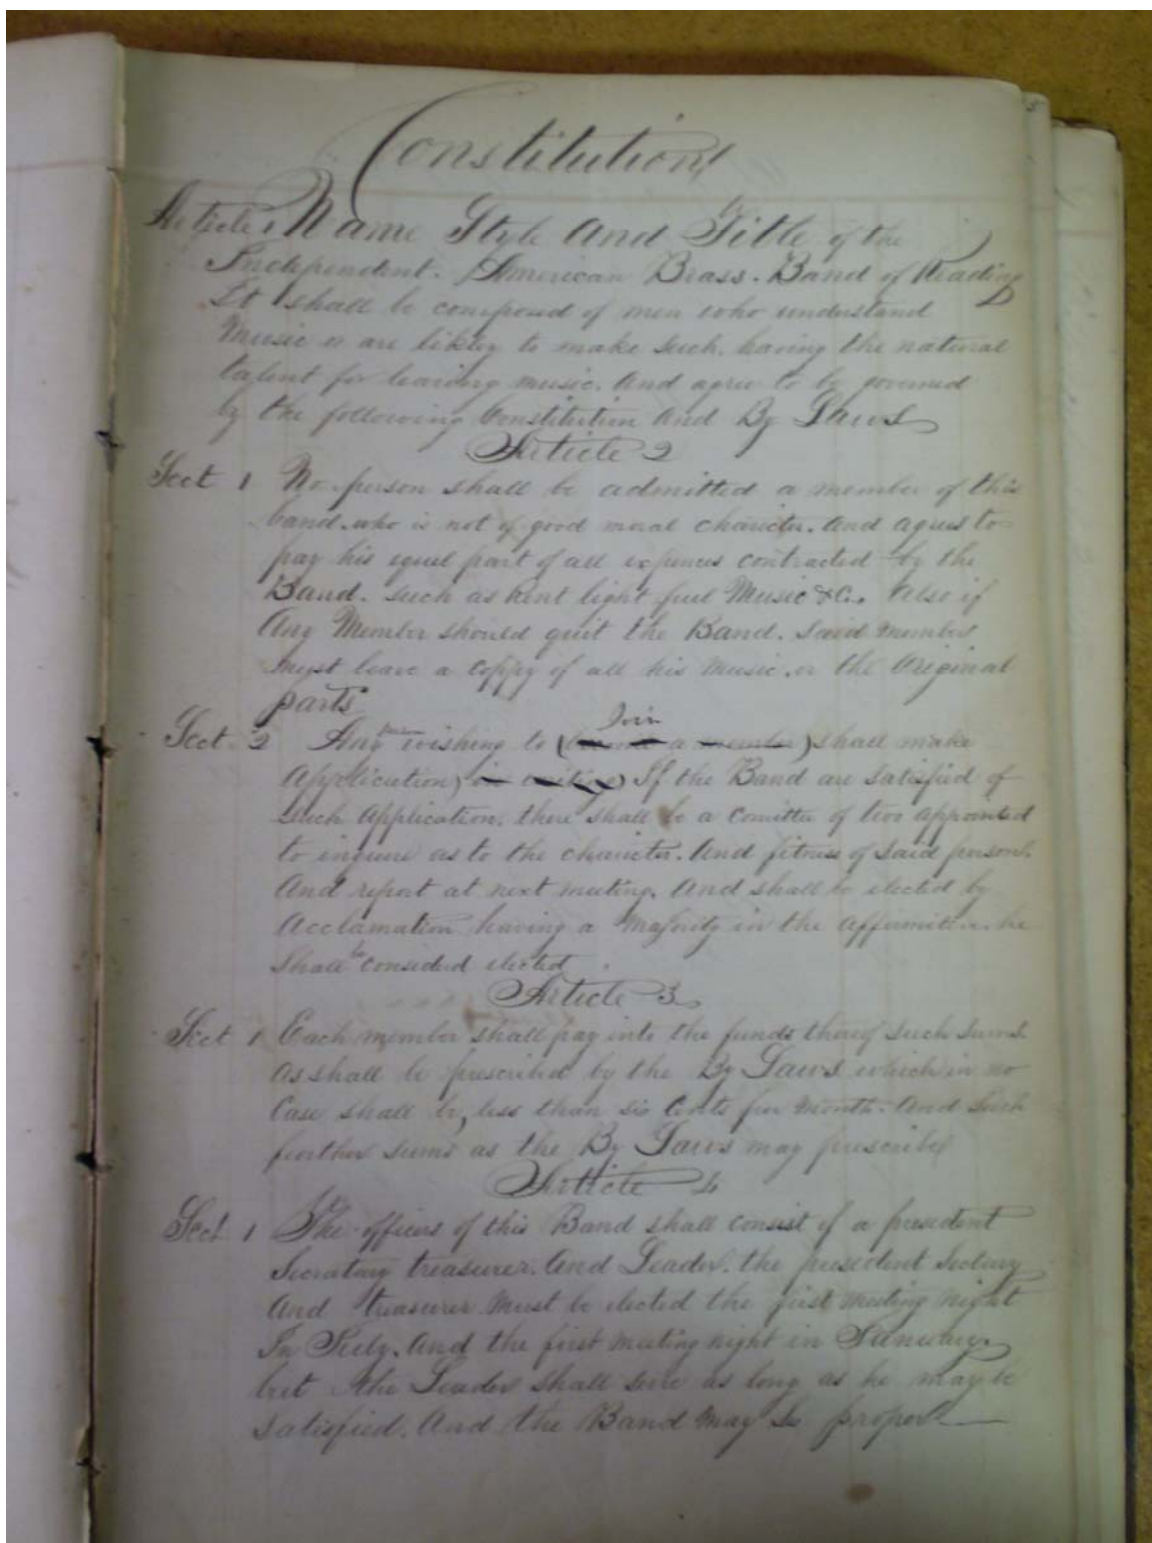 Constitution
Article 1 Name Style And Title of the
Independent. American Brass. Band of Reading
It shall be composed of men who understand
Music or are likely to make such, having the natural
talent for learing music. And agree to be governed
by the following Constitution And By Laws
Article 2
Sect 1 No person shall be admitted a member of this
band. who is not of good moral charicter. And agrees to
pay his equel part of all expences contracted by the
Band. Such as Rent light fuel Music &c. Also if
Any Member should quit the Band. Said Member
Must leave a coppy of all his Music. or the Original
parts
Join
Sect. 2 Any person wishing to (become a member) shall make
Application) in (If the Band are satisfied of
such Application. there shall be a comittee of two appointed
to inquire as to the charicter. And fitness of said person.
And report at next meeting. And shall be elected by
Acclamation having a Majority in the Affirmitive. he
Shall be considerd elected
Article 3
Sect 1 Each member shall pay into the funds thereof such sums
As shall be prescribed by the By Laws which in no
Case shall be, less than six Cents per Month. And Such
further sums as the By Laws may prescribe
Article 4
Sect 1 The officers of this Band shall consist of a president
Secratary treasurer. And Leader. the president
And treasurer Must be elected the first meeting night
In July. And the first meeting night in January
but the Leader shall serve as long as he may be
satisfied. And the Band May proper